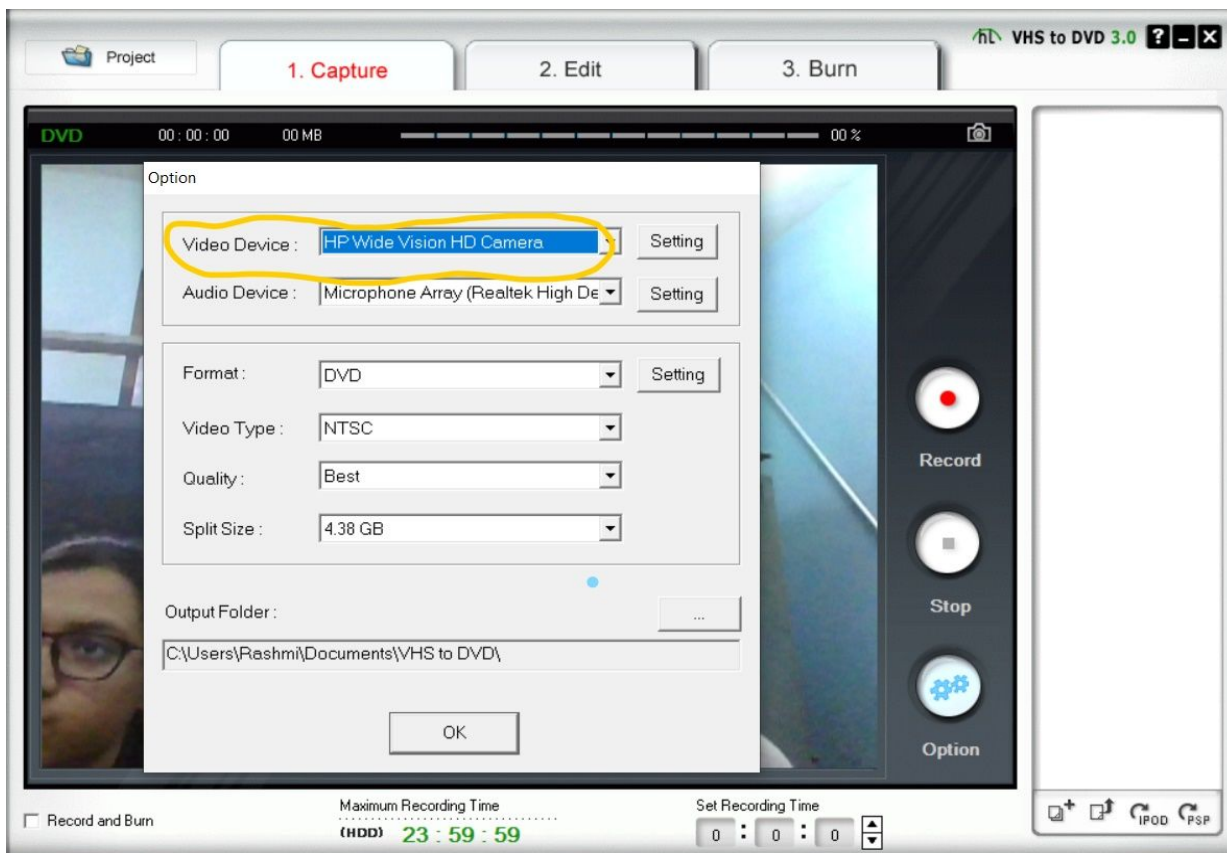 Project
1. Capture
2. Edit
3. Burn
hL VHS to DVD 3.0 ? – X
DVD 00 : 00 : 00 00 MB 00 %
Option
Video Device : HP Wide Vision HD Camera Setting
Audio Device : Microphone Array (Realtek High De Setting
Format : DVD Setting
Video Type : NTSC
Quality : Best
Split Size : 4.38 GB
Output Folder : ...
C:\Users\Rashmi\Documents\VHS to DVD\
OK
Record
Stop
Option
Record and Burn
Maximum Recording Time
(HDD) 23 : 59 : 59
Set Recording Time
0 : 0 : 0
IPOD PSP